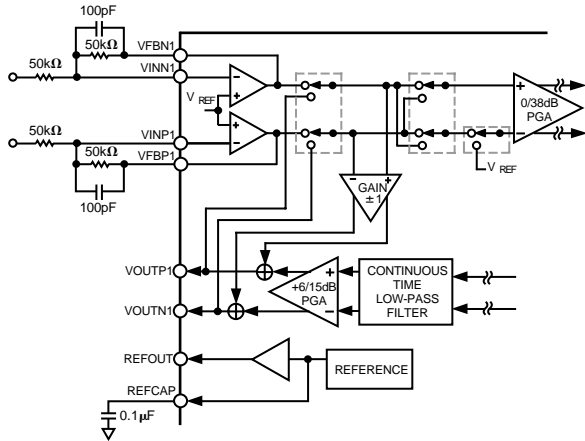 100pF
50kΩ
VFBN1
50kΩ
VINN1
VREF
50kΩ
VINP1
50kΩ
VFBP1
100pF
0/38dB
PGA
VREF
GAIN
±1
VOUTP1
+6/15dB
PGA
CONTINUOUS
TIME
LOW-PASS
FILTER
VOUTN1
REFOUT
REFERENCE
REFCAP
0.1μF